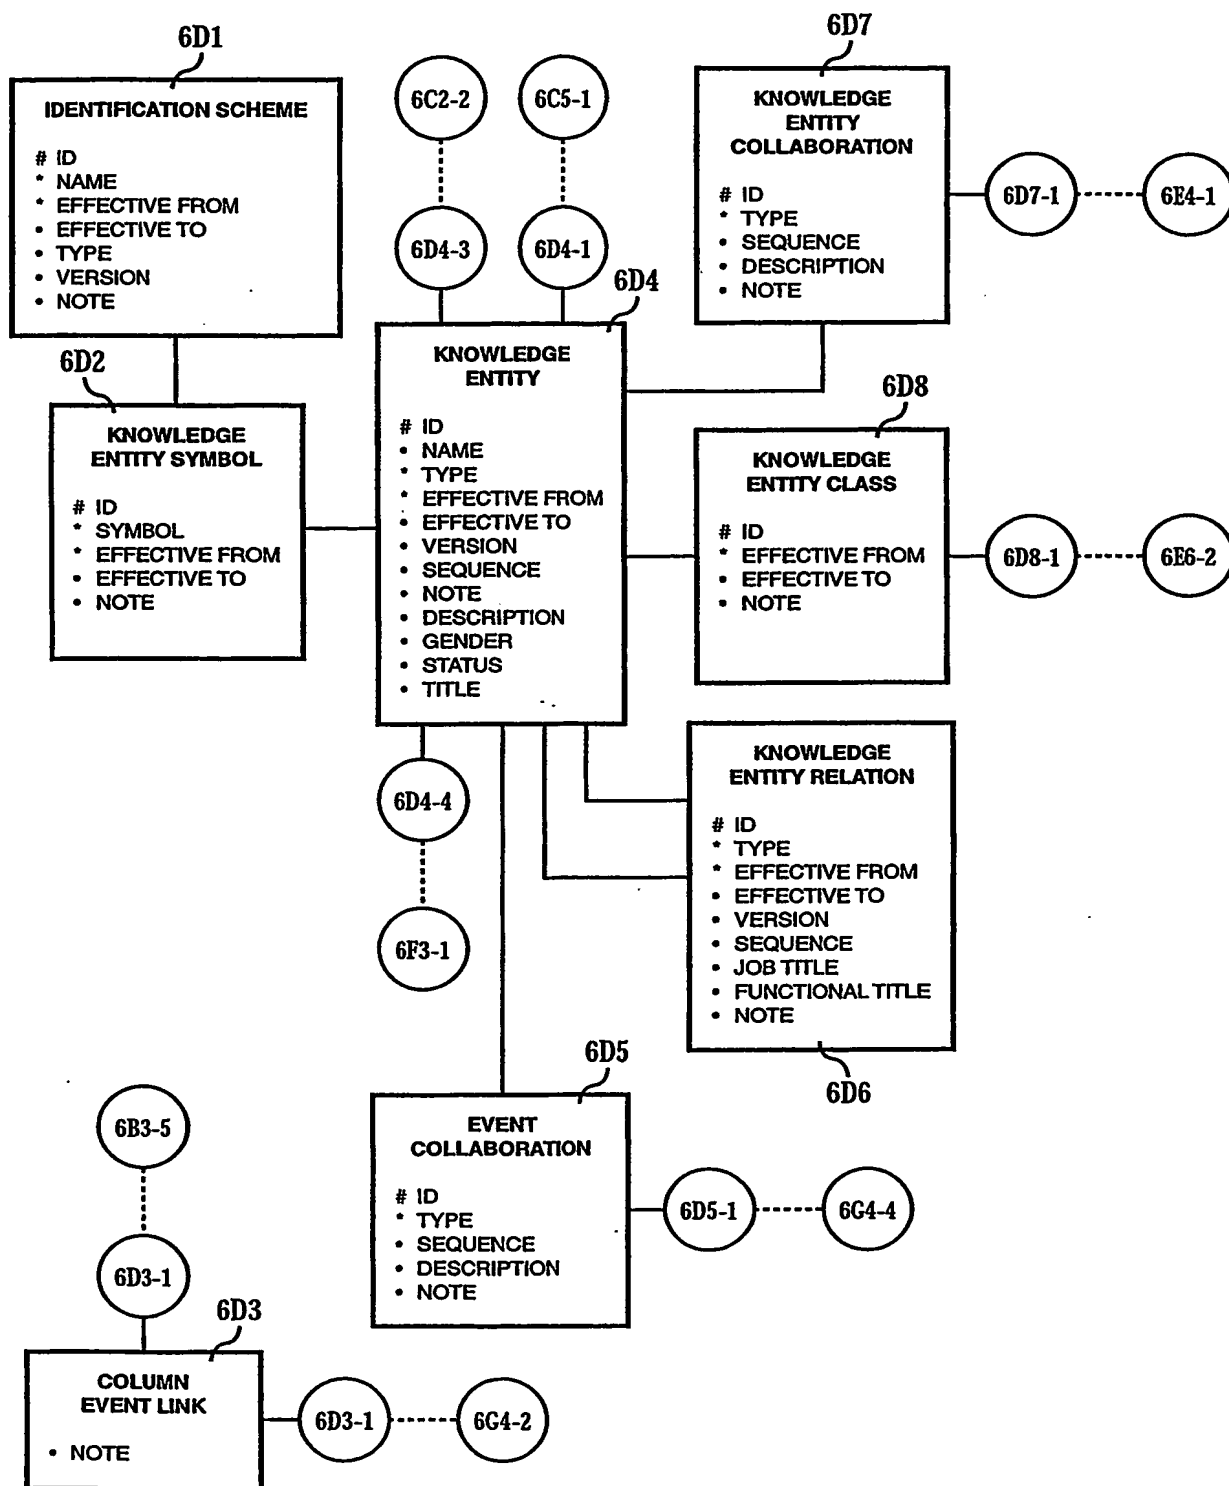 6D1
IDENTIFICATION SCHEME
# ID
* NAME
* EFFECTIVE FROM
• EFFECTIVE TO
• TYPE
• VERSION
• NOTE
6D2
KNOWLEDGE
ENTITY SYMBOL
# ID
* SYMBOL
* EFFECTIVE FROM
• EFFECTIVE TO
• NOTE
6C2-2
6C5-1
6D4-3
6D4-1
6D4
KNOWLEDGE
ENTITY
# ID
• NAME
* TYPE
* EFFECTIVE FROM
• EFFECTIVE TO
• VERSION
• SEQUENCE
• NOTE
• DESCRIPTION
• GENDER
• STATUS
• TITLE
6D7
KNOWLEDGE
ENTITY
COLLABORATION
# ID
* TYPE
• SEQUENCE
• DESCRIPTION
• NOTE
6D7-1
6E4-1
6D8
KNOWLEDGE
ENTITY CLASS
# ID
* EFFECTIVE FROM
• EFFECTIVE TO
• NOTE
6D8-1
6E6-2
KNOWLEDGE
ENTITY RELATION
# ID
* TYPE
* EFFECTIVE FROM
• EFFECTIVE TO
• VERSION
• SEQUENCE
• JOB TITLE
• FUNCTIONAL TITLE
• NOTE
6D6
6D4-4
6F3-1
6D5
EVENT
COLLABORATION
# ID
* TYPE
• SEQUENCE
• DESCRIPTION
• NOTE
6D5-1
6G4-4
6B3-5
6D3-1
6D3
COLUMN
EVENT LINK
• NOTE
6D3-1
6G4-2